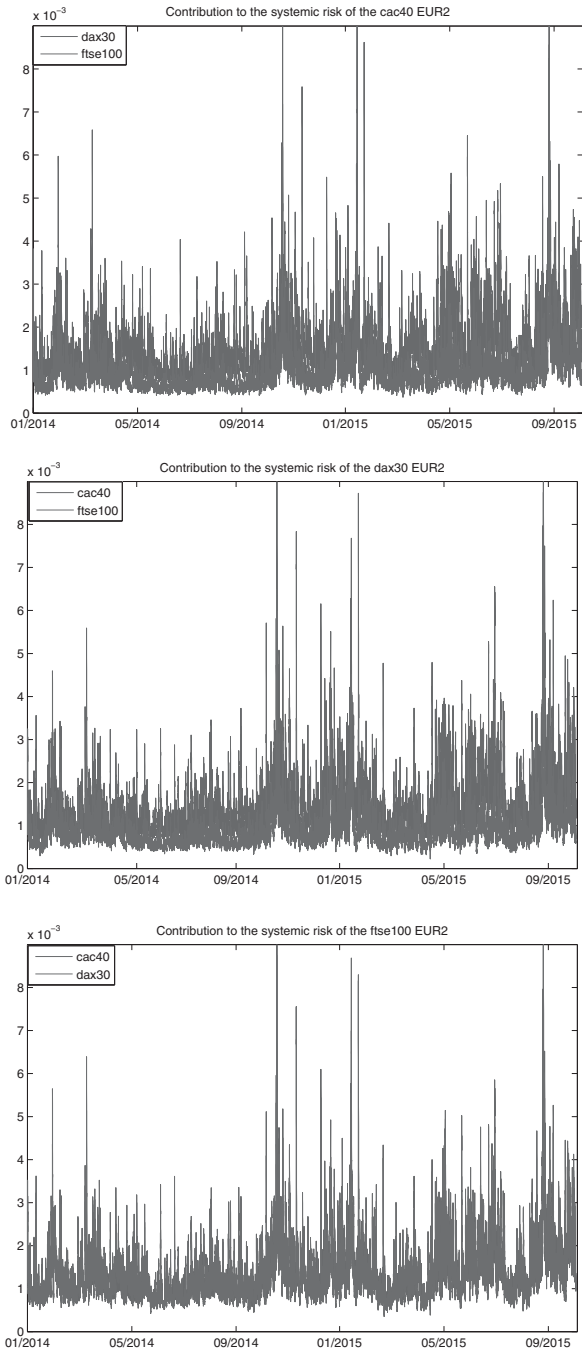 Contribution to the systemic risk of the cac40 EUR2
x 10⁻³
dax30
ftse100
8
7
6
5
4
3
2
1
0
01/2014 05/2014 09/2014 01/2015 05/2015 09/2015
Contribution to the systemic risk of the dax30 EUR2
x 10⁻³
cac40
ftse100
8
7
6
5
4
3
2
1
0
01/2014 05/2014 09/2014 01/2015 05/2015 09/2015
Contribution to the systemic risk of the ftse100 EUR2
x 10⁻³
cac40
dax30
8
7
6
5
4
3
2
1
0
01/2014 05/2014 09/2014 01/2015 05/2015 09/2015